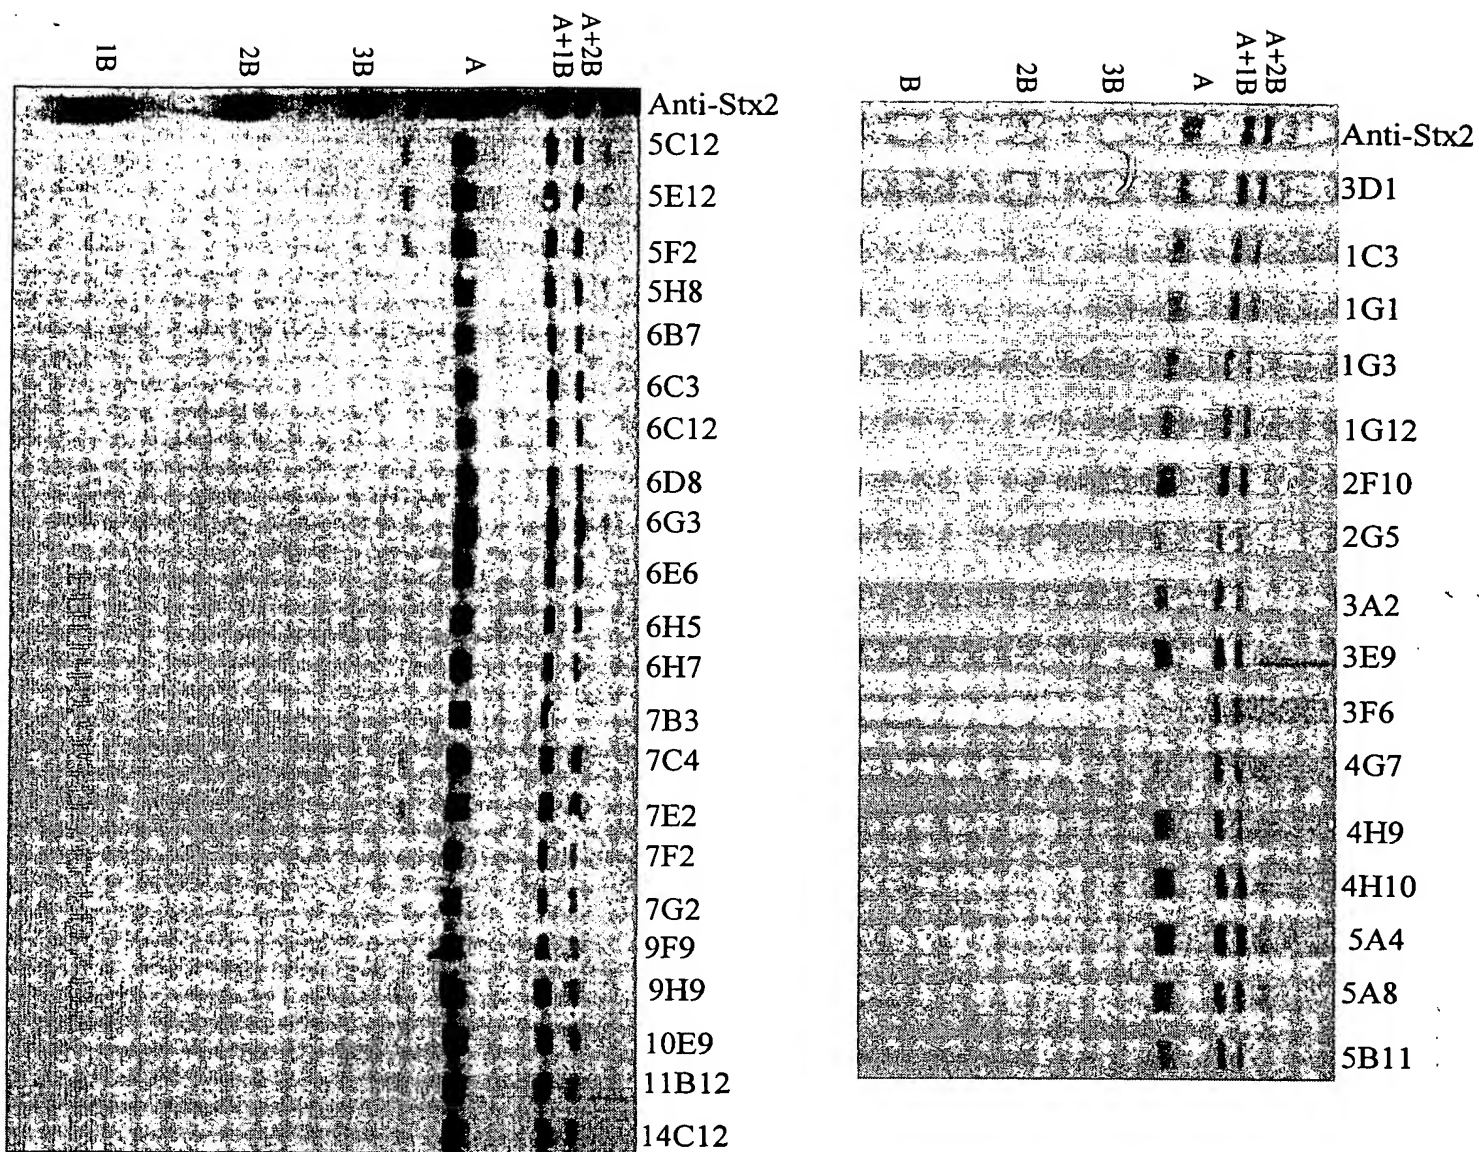 1B
2B
3B
A
A+1B
A+2B
Anti-Stx2
5C12
5E12
5F2
5H8
6B7
6C3
6C12
6D8
6G3
6E6
6H5
6H7
7B3
7C4
7E2
7F2
7G2
9F9
9H9
10E9
11B12
14C12
B
2B
3B
A
A+1B
A+2B
Anti-Stx2
3D1
1C3
1G1
1G3
1G12
2F10
2G5
3A2
3E9
3F6
4G7
4H9
4H10
5A4
5A8
5B11